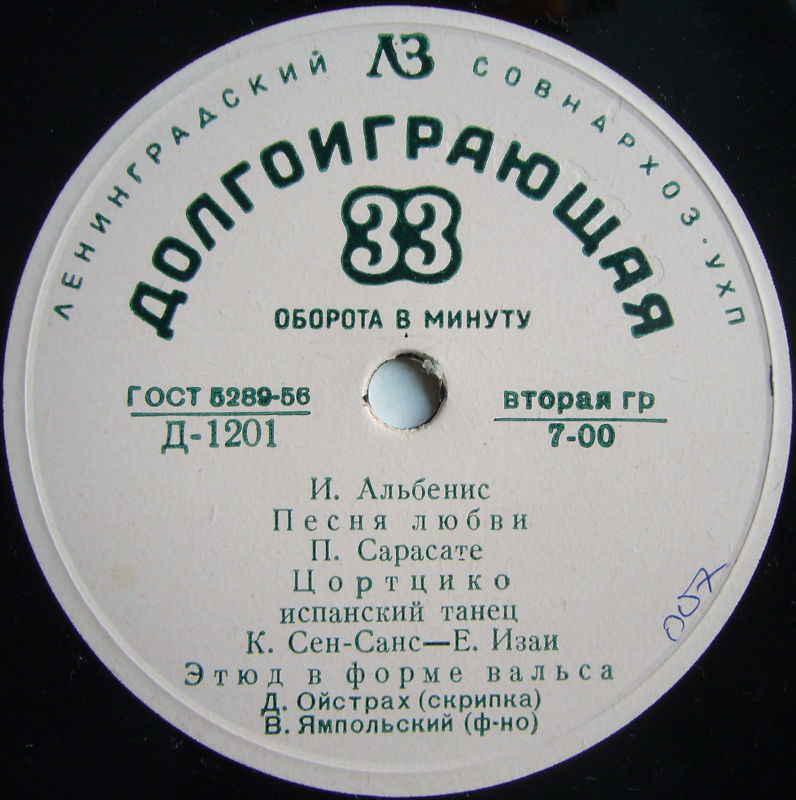 ЛЕНИНГРАДСКИЙ ЛЗ СОВНАРХОЗ·УХП
ДОЛГОИГРАЮЩАЯ
33
ОБОРОТА В МИНУТУ
ГОСТ 5289-56
Д-1201
вторая гр
7-00
И. Альбенис
Песня любви
П. Сарасате
Цортцико
испанский танец
К. Сен-Санс—Е. Изаи
Этюд в форме вальса
Д. Ойстрах (скрипка)
В. Ямпольский (ф-но)
007